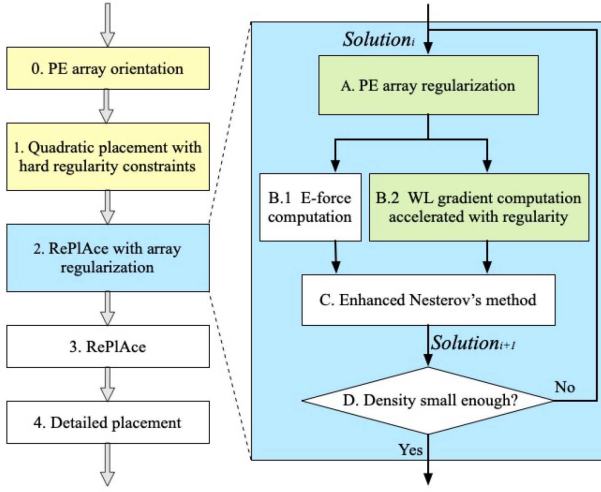 0. PE array orientation
1. Quadratic placement with
hard regularity constraints
2. RePlAce with array
regularization
3. RePlAce
4. Detailed placement
Solutioni
A. PE array regularization
B.1 E-force
computation
B.2 WL gradient computation
accelerated with regularity
C. Enhanced Nesterov's method
Solutioni+1
D. Density small enough?
No
Yes